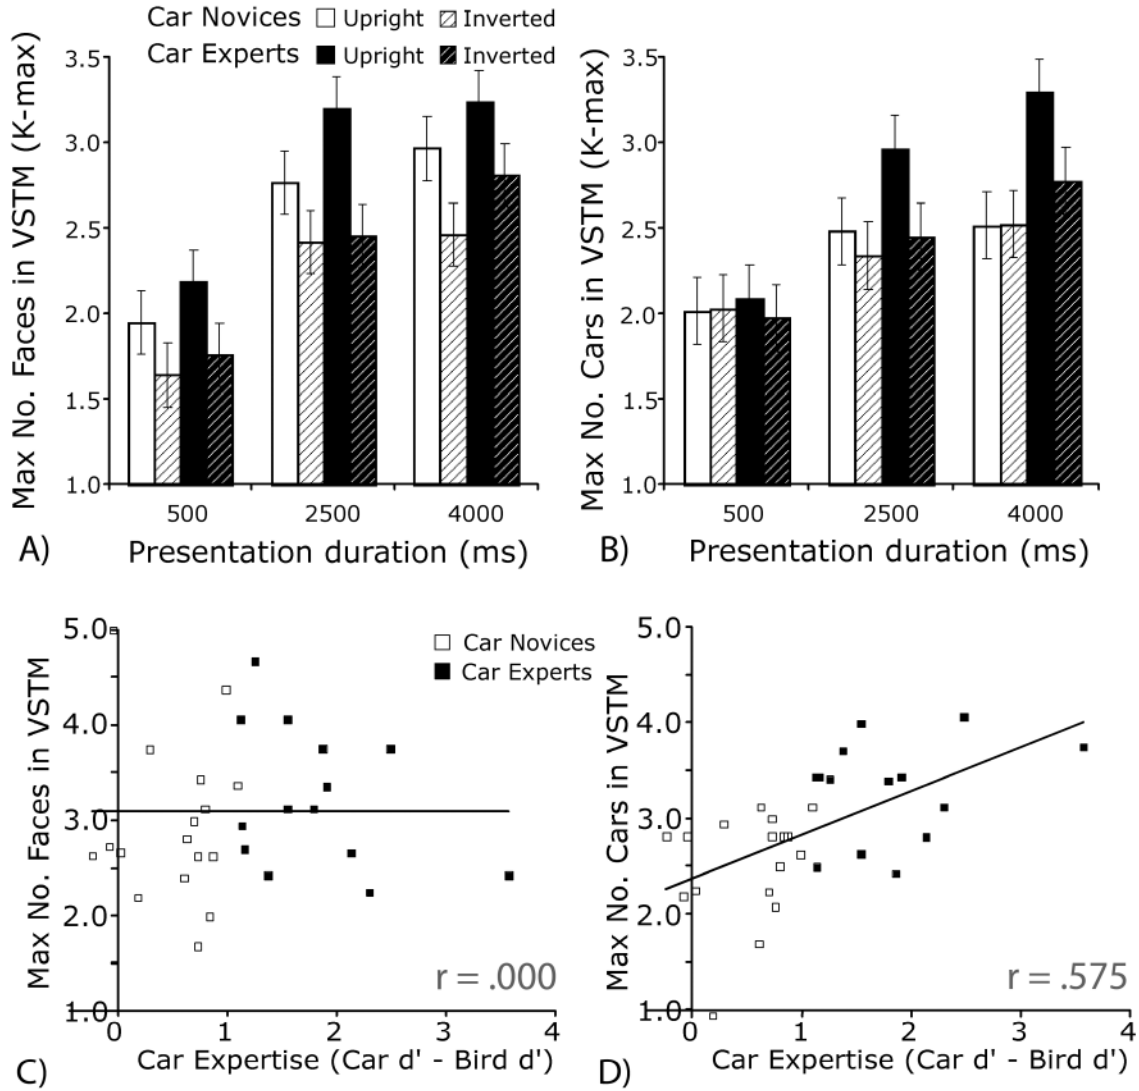 Car Novices Upright Inverted
Car Experts Upright Inverted
Max No. Faces in VSTM (K-max)
3.5
3.0
2.5
2.0
1.5
1.0
500 2500 4000
A) Presentation duration (ms)
Max No. Cars in VSTM (K-max)
3.5
3.0
2.5
2.0
1.5
1.0
500 2500 4000
B) Presentation duration (ms)
Max No. Faces in VSTM
5.0
4.0
3.0
2.0
1.0
Car Novices
Car Experts
r = .000
0 1 2 3 4
C) Car Expertise (Car d' - Bird d')
Max No. Cars in VSTM
5.0
4.0
3.0
2.0
1.0
r = .575
0 1 2 3 4
D) Car Expertise (Car d' - Bird d')